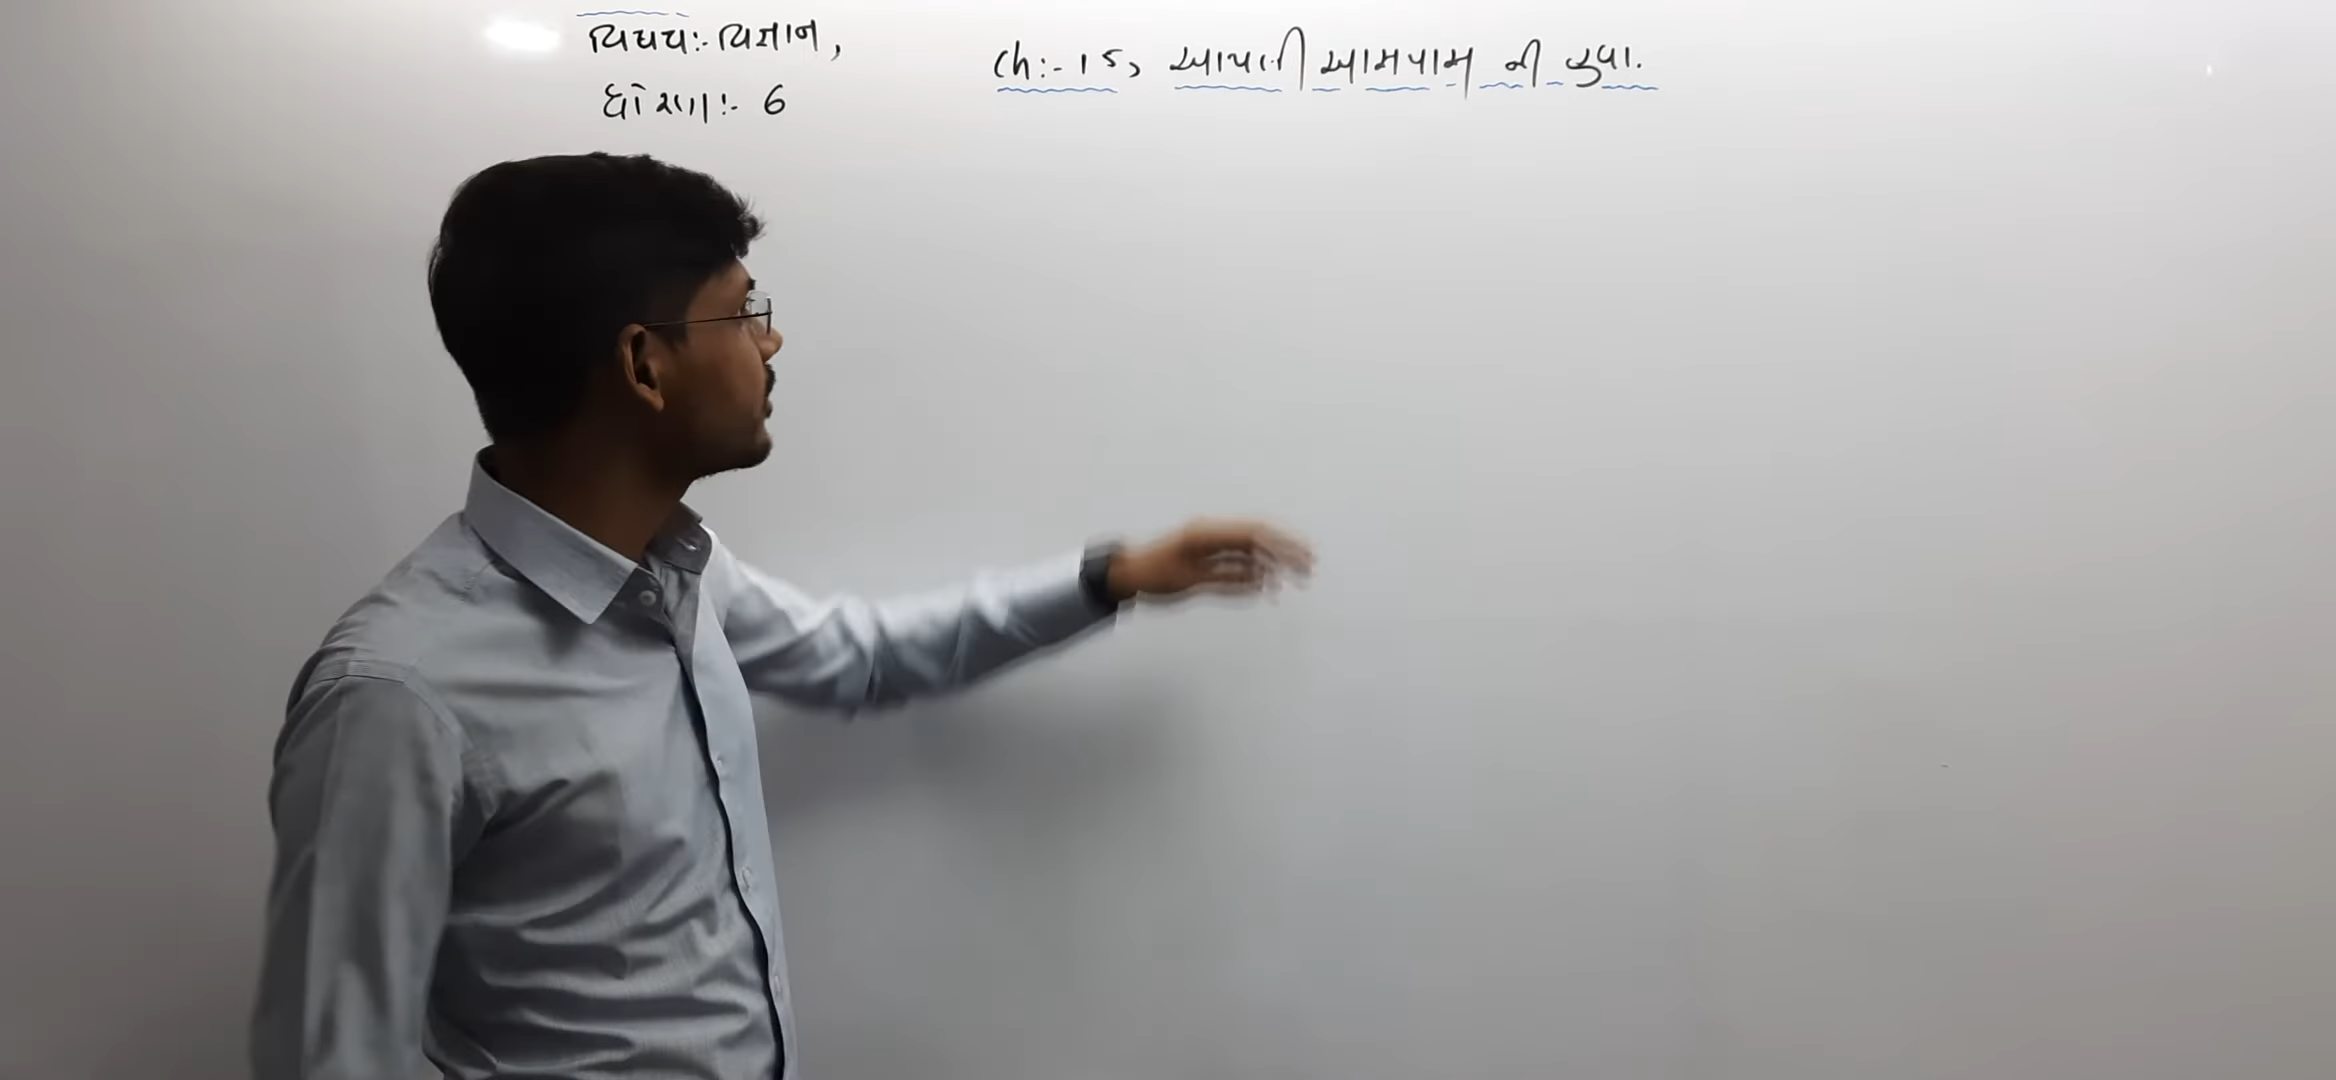 વિષય:- વિજ્ઞાન,
ધોરણ:- 6
Ch:- 15, આપણી આસપાસ ની હવા.